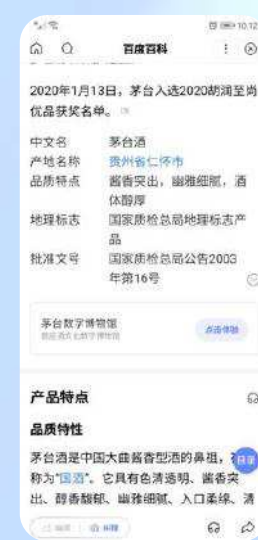 10:12
百度百科
2020年1月13日，茅台入选2020胡润至尚
优品获奖名单。
中文名 茅台酒
产地名称 贵州省仁怀市
品质特点 酱香突出，幽雅细腻，酒
体醇厚
地理标志 国家质检总局地理标志产
品
批准文号 国家质检总局公告2003
年第16号
茅台数字博物馆
点击体验
产品特点
品质特性
茅台酒是中国大曲酱香型酒的鼻祖，
目录
称为“国酒”。它具有色清透明、酱香突
出、醇香馥郁、幽雅细腻、入口柔绵、清
编辑
纠错